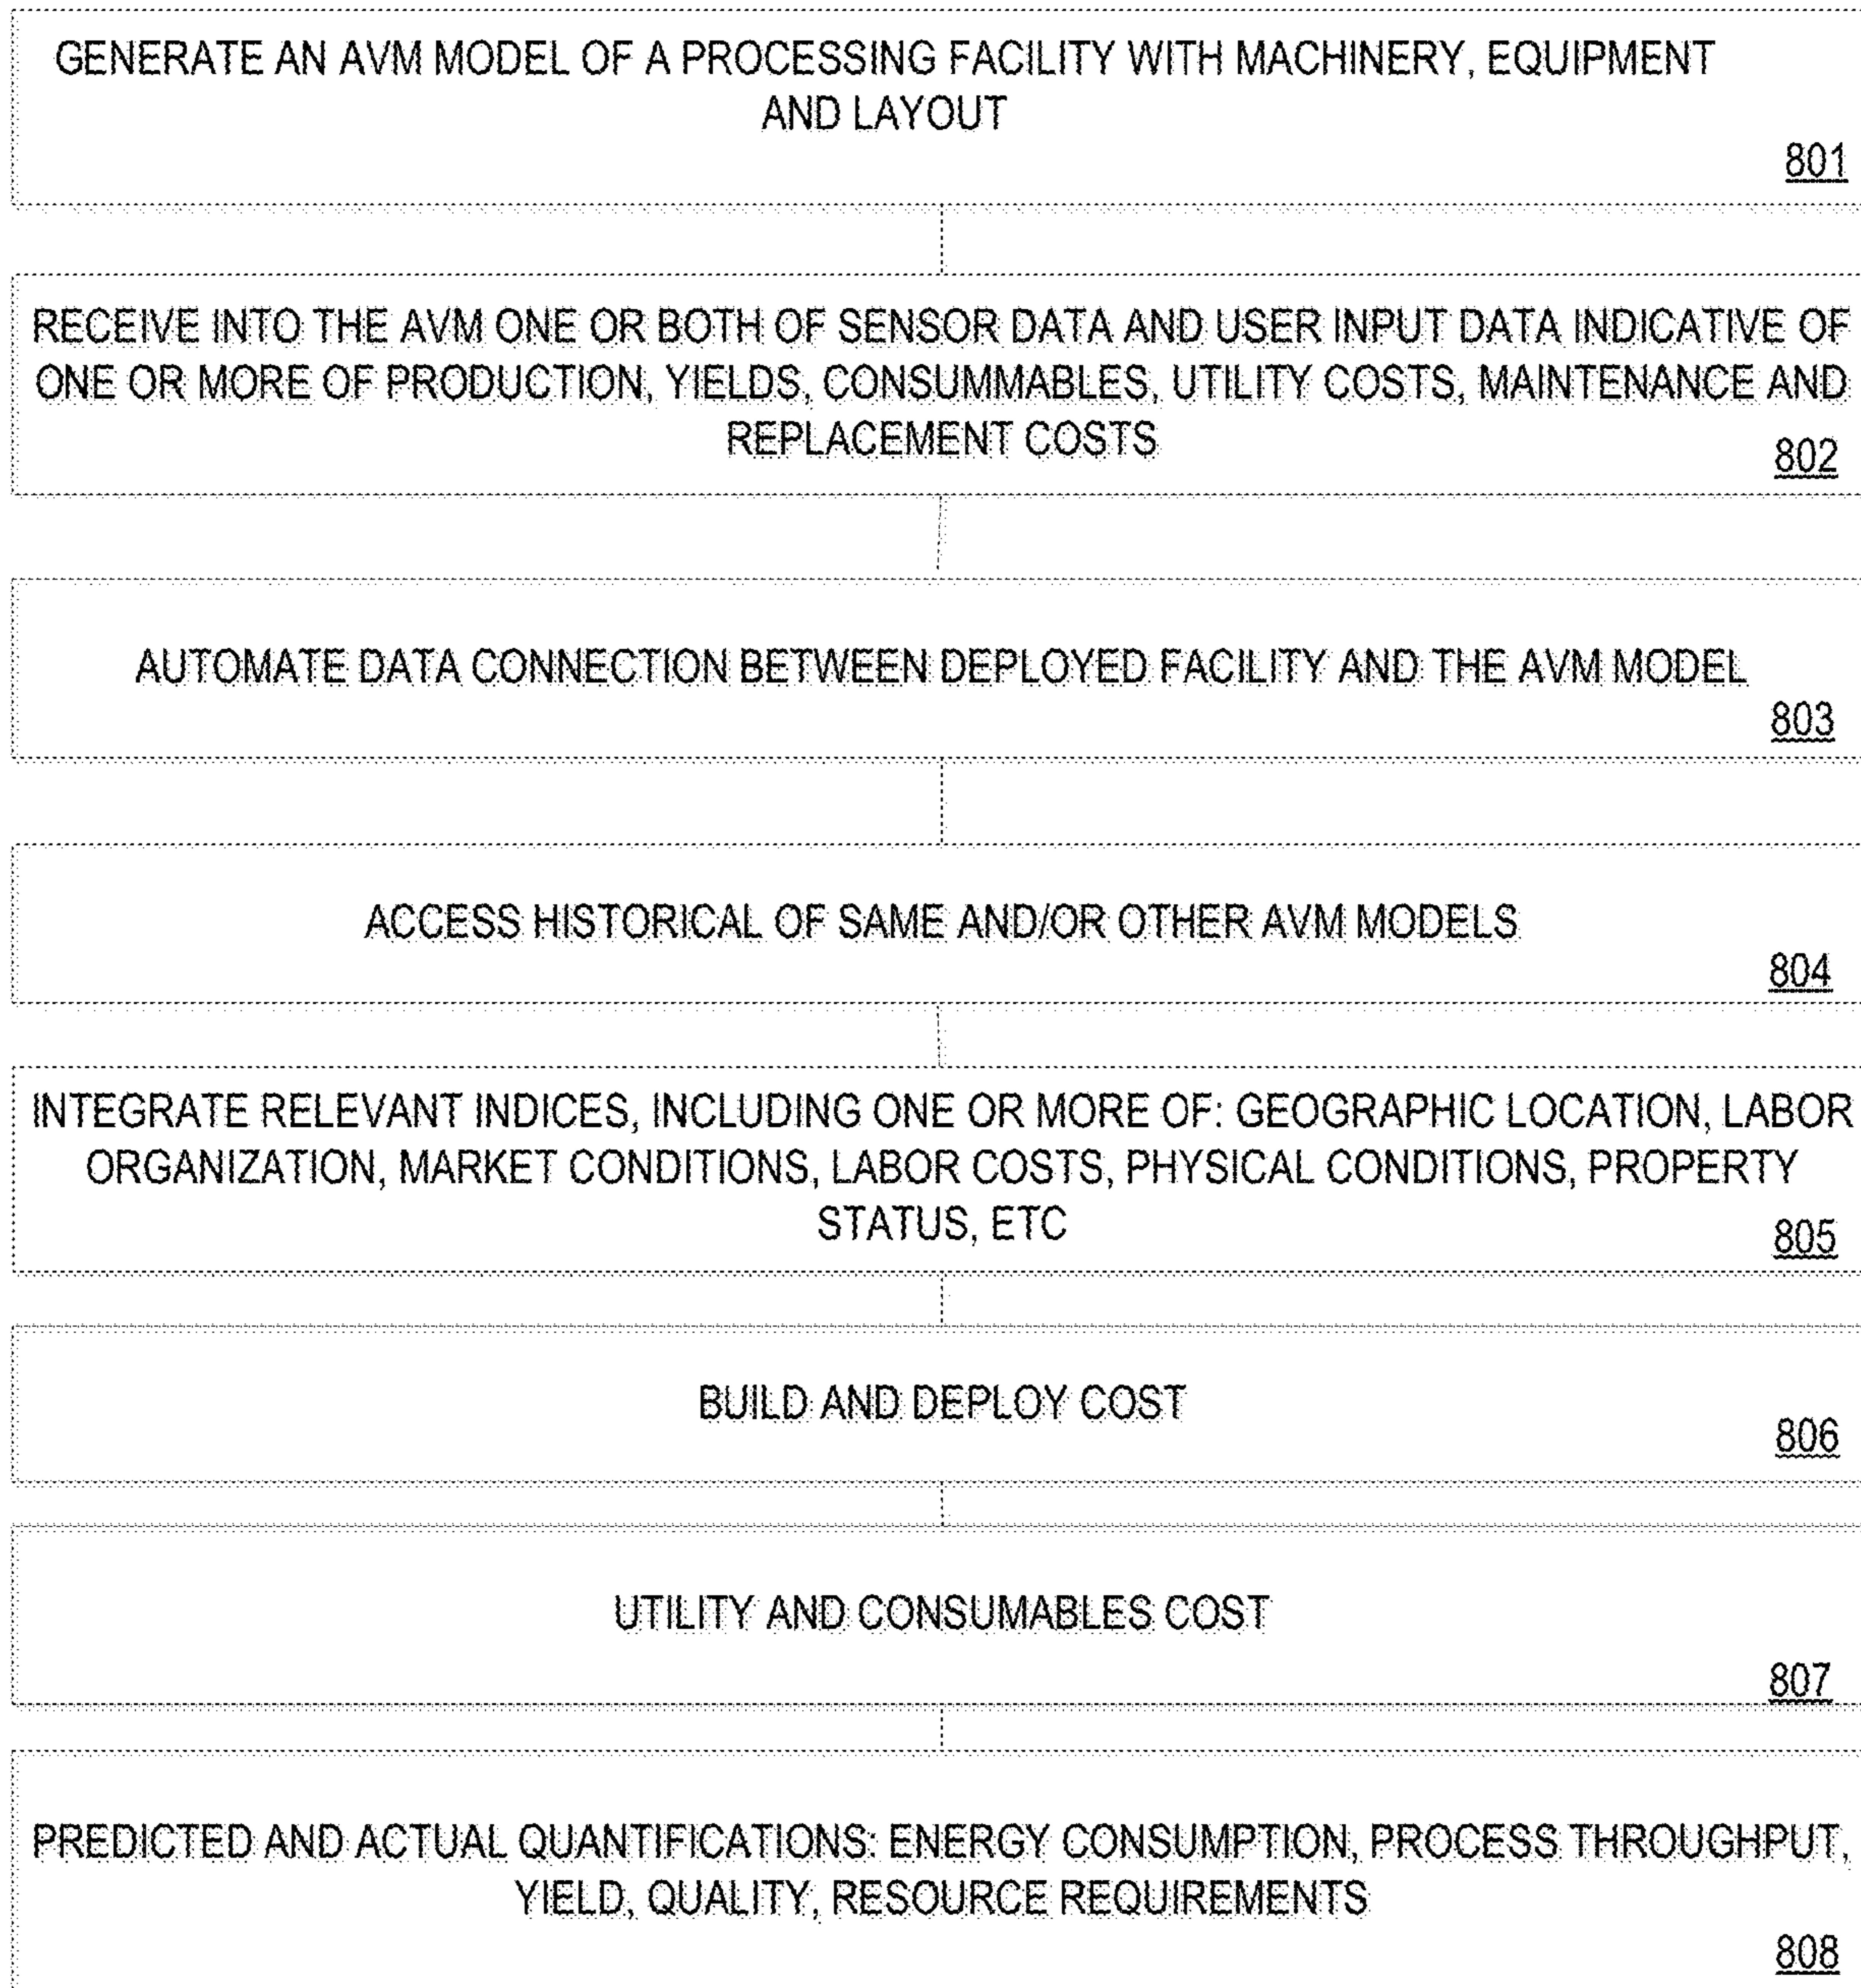 GENERATE AN AVM MODEL OF A PROCESSING FACILITY WITH MACHINERY, EQUIPMENT
AND LAYOUT
801
RECEIVE INTO THE AVM ONE OR BOTH OF SENSOR DATA AND USER INPUT DATA INDICATIVE OF
ONE OR MORE OF PRODUCTION, YIELDS, CONSUMMABLES, UTILITY COSTS, MAINTENANCE AND
REPLACEMENT COSTS
802
AUTOMATE DATA CONNECTION BETWEEN DEPLOYED FACILITY AND THE AVM MODEL
803
ACCESS HISTORICAL OF SAME AND/OR OTHER AVM MODELS
804
INTEGRATE RELEVANT INDICES, INCLUDING ONE OR MORE OF: GEOGRAPHIC LOCATION, LABOR
ORGANIZATION, MARKET CONDITIONS, LABOR COSTS, PHYSICAL CONDITIONS, PROPERTY
STATUS, ETC
805
BUILD AND DEPLOY COST
806
UTILITY AND CONSUMABLES COST
807
PREDICTED AND ACTUAL QUANTIFICATIONS: ENERGY CONSUMPTION, PROCESS THROUGHPUT,
YIELD, QUALITY, RESOURCE REQUIREMENTS
808